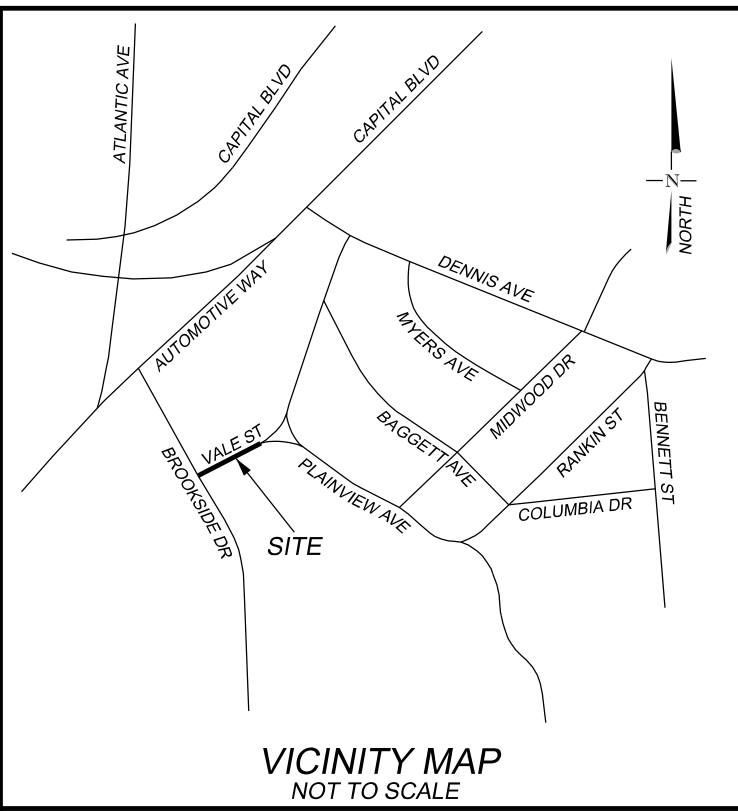 ATLANTIC AVE
CAPITAL BLVD
CAPITAL BLVD
N
NORTH
DENNIS AVE
AUTOMOTIVE WAY
MYERS AVE
MIDWOOD DR
BAGGETT AVE
RANKIN ST
BENNETT ST
VALE ST
BROOKSIDE DR
PLAINVIEW AVE
COLUMBIA DR
SITE
VICINITY MAP
NOT TO SCALE